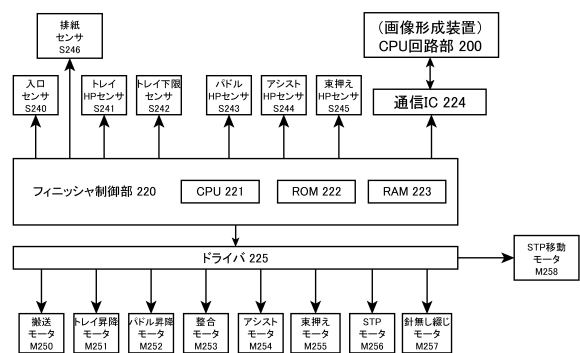 排紙
センサ
S246
(画像形成装置)
CPU回路部 200
入口
センサ
S240
トレイ
HPセンサ
S241
トレイ下限
センサ
S242
パドル
HPセンサ
S243
アシスト
HPセンサ
S244
束押え
HPセンサ
S245
通信IC 224
フィニッシャ制御部 220
CPU 221
ROM 222
RAM 223
ドライバ 225
STP移動
モータ
M258
搬送
モータ
M250
トレイ昇降
モータ
M251
パドル昇降
モータ
M252
整合
モータ
M253
アシスト
モータ
M254
束押え
モータ
M255
STP
モータ
M256
針無し綴じ
モータ
M257